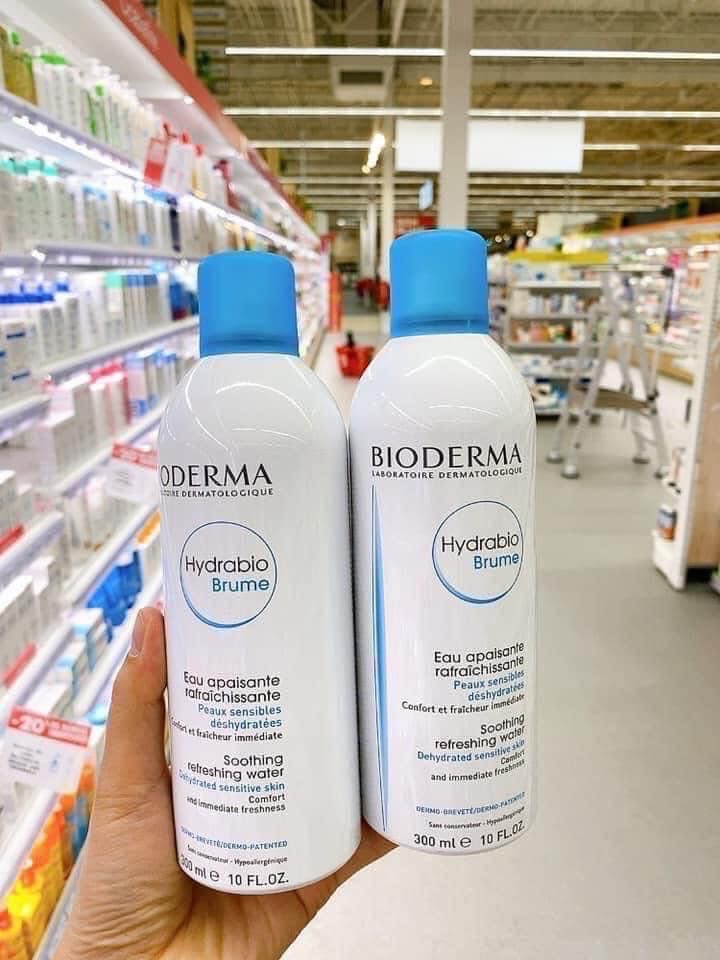 ODERMA
OIRE DERMATOLOGIQUE
Hydrabio
Brume
Eau apaisante
rafraîchissante
Peaux sensibles
déshydratées
Confort et fraîcheur immédiate
Soothing
refreshing water
Dehydrated sensitive skin
Comfort
and immediate freshness
DERMO-BREVETÉ/DERMO-PATENTED
Sans conservateur - Hypoallergénique
300 ml e 10 FL.OZ.
BIODERMA
LABORATOIRE DERMATOLOGIQUE
Hydrabio
Brume
Eau apaisante
rafraîchissante
Peaux sensibles
déshydratées
Confort et fraîcheur immédiate
Soothing
refreshing water
Dehydrated sensitive skin
Comfort
and immediate freshness
DERMO-BREVETÉ/DERMO-PATENTED
Sans conservateur - Hypoallergénique
300 ml e 10 FL.OZ.
-20